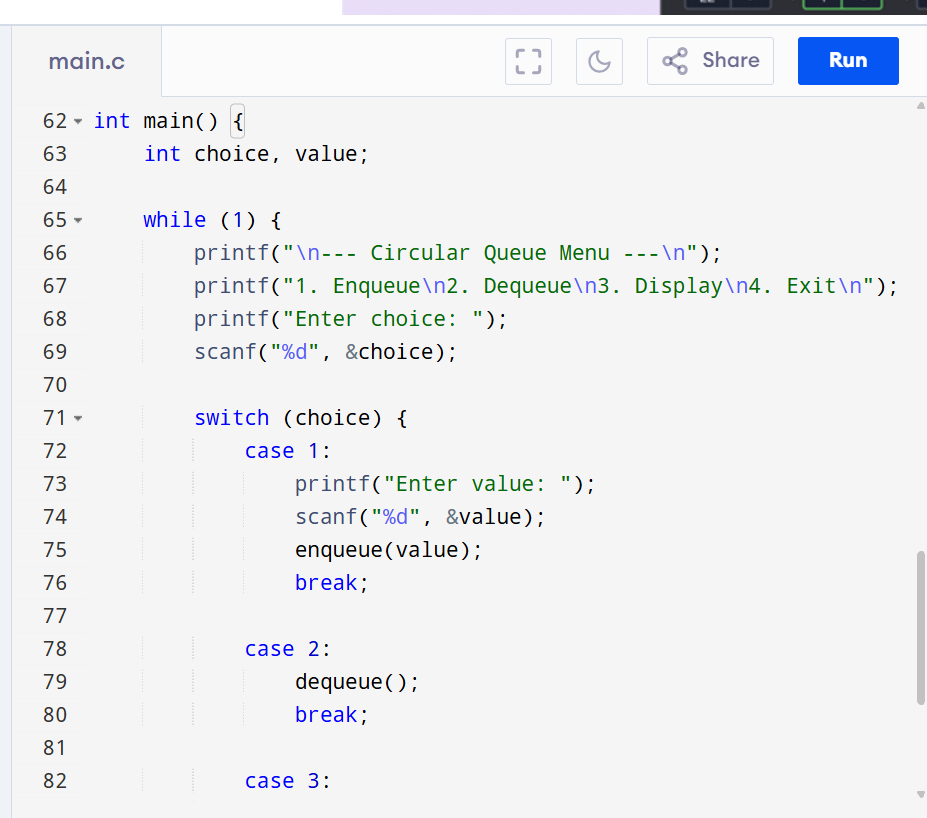 main.c
Share
Run
62 int main() {
63 int choice, value;
64
65 while (1) {
66 printf("\n--- Circular Queue Menu ---\n");
67 printf("1. Enqueue\n2. Dequeue\n3. Display\n4. Exit\n");
68 printf("Enter choice: ");
69 scanf("%d", &choice);
70
71 switch (choice) {
72 case 1:
73 printf("Enter value: ");
74 scanf("%d", &value);
75 enqueue(value);
76 break;
77
78 case 2:
79 dequeue();
80 break;
81
82 case 3: